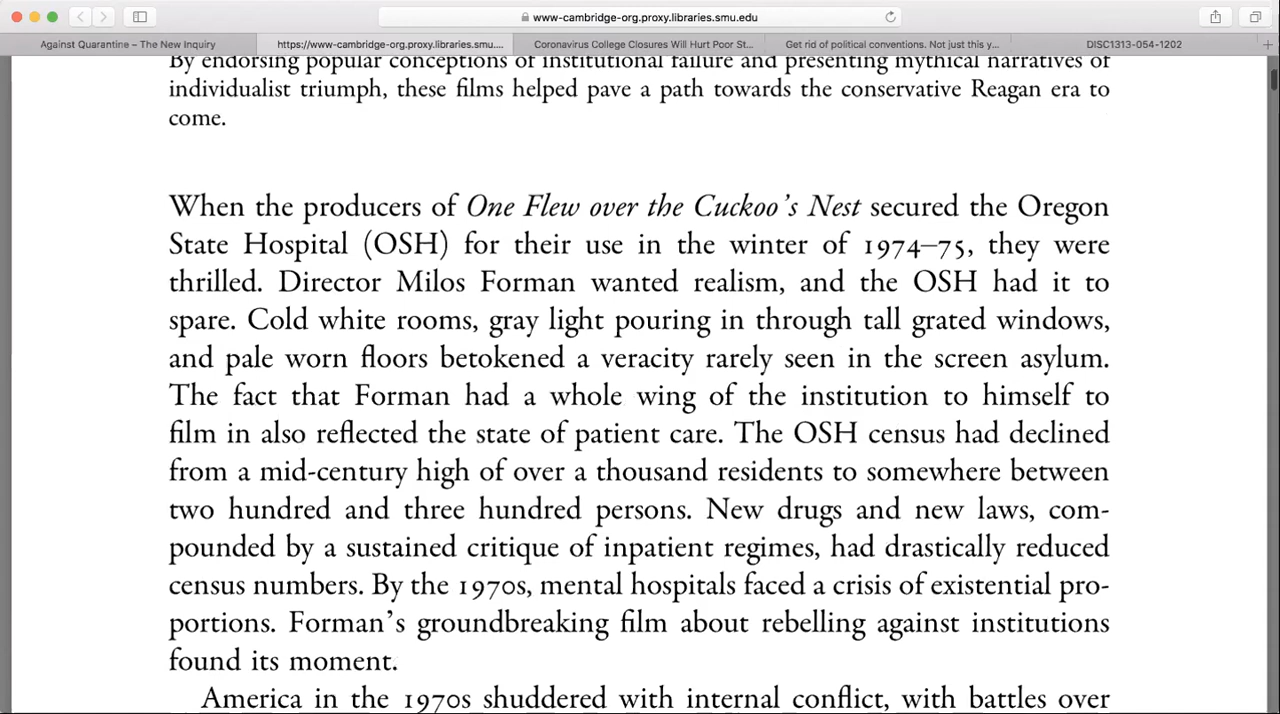 www-cambridge-org.proxy.libraries.smu.edu
Against Quarantine – The New Inquiry
https://www-cambridge-org.proxy.libraries.smu....
Coronavirus College Closures Will Hurt Poor St...
Get rid of political conventions. Not just this y...
DISC1313-054-1202
By endorsing popular conceptions of institutional failure and presenting mythical narratives of
individualist triumph, these films helped pave a path towards the conservative Reagan era to
come.
When the producers of One Flew over the Cuckoo's Nest secured the Oregon
State Hospital (OSH) for their use in the winter of 1974–75, they were
thrilled. Director Milos Forman wanted realism, and the OSH had it to
spare. Cold white rooms, gray light pouring in through tall grated windows,
and pale worn floors betokened a veracity rarely seen in the screen asylum.
The fact that Forman had a whole wing of the institution to himself to
film in also reflected the state of patient care. The OSH census had declined
from a mid-century high of over a thousand residents to somewhere between
two hundred and three hundred persons. New drugs and new laws, com-
pounded by a sustained critique of inpatient regimes, had drastically reduced
census numbers. By the 1970s, mental hospitals faced a crisis of existential pro-
portions. Forman's groundbreaking film about rebelling against institutions
found its moment.
America in the 1970s shuddered with internal conflict, with battles over